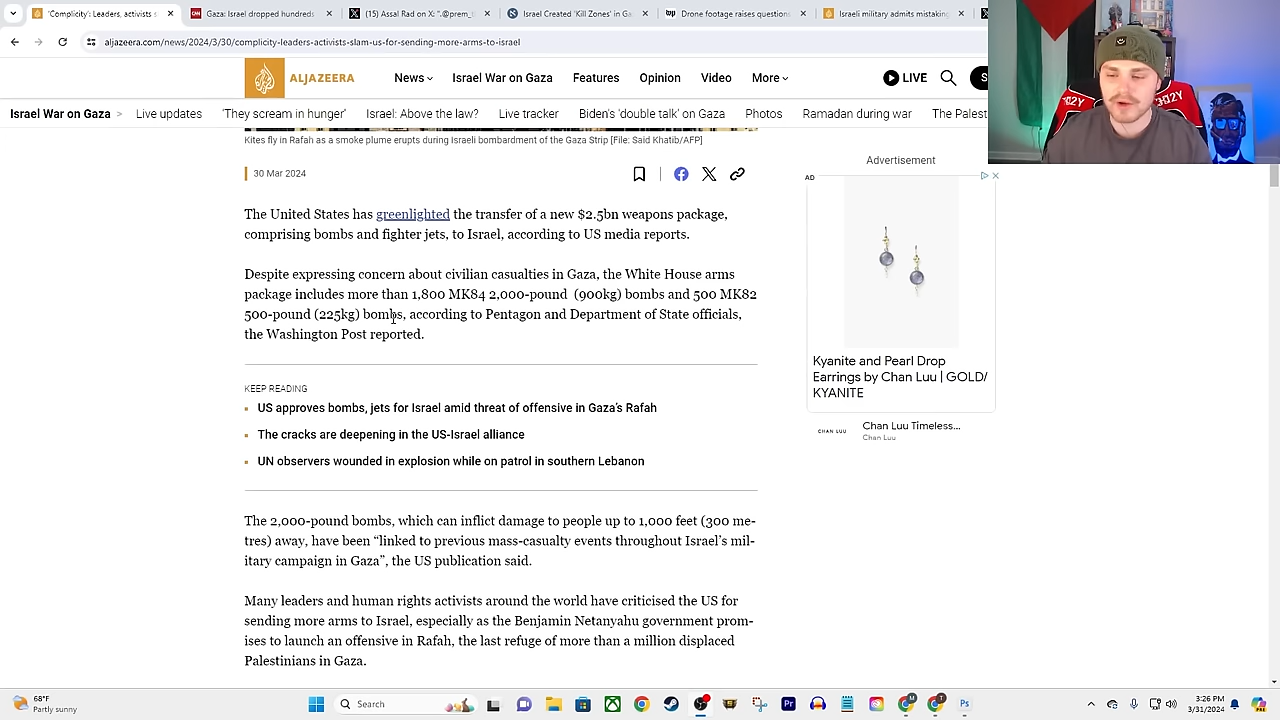 'Complicity': Leaders, activists s
Gaza: Israel dropped hundreds
(15) Assal Rad on X: ".@presi
Israel Created 'Kill Zones' in Ga
Drone footage raises questions
Israeli military admits mistaking
aljazeera.com/news/2024/3/30/complicity-leaders-activists-slam-us-for-sending-more-arms-to-israel
ALJAZEERA
News
Israel War on Gaza
Features
Opinion
Video
More
LIVE
S
Israel War on Gaza >
Live updates
'They scream in hunger'
Israel: Above the law?
Live tracker
Biden's 'double talk' on Gaza
Photos
Ramadan during war
The Palest
Kites fly in Rafah as a smoke plume erupts during Israeli bombardment of the Gaza Strip [File: Said Khatib/AFP]
30 Mar 2024
The United States has greenlighted the transfer of a new $2.5bn weapons package,
comprising bombs and fighter jets, to Israel, according to US media reports.
Despite expressing concern about civilian casualties in Gaza, the White House arms
package includes more than 1,800 MK84 2,000-pound (900kg) bombs and 500 MK82
500-pound (225kg) bombs, according to Pentagon and Department of State officials,
the Washington Post reported.
KEEP READING
US approves bombs, jets for Israel amid threat of offensive in Gaza's Rafah
The cracks are deepening in the US-Israel alliance
UN observers wounded in explosion while on patrol in southern Lebanon
The 2,000-pound bombs, which can inflict damage to people up to 1,000 feet (300 me-
tres) away, have been "linked to previous mass-casualty events throughout Israel's mil-
itary campaign in Gaza", the US publication said.
Many leaders and human rights activists around the world have criticised the US for
sending more arms to Israel, especially as the Benjamin Netanyahu government prom-
ises to launch an offensive in Rafah, the last refuge of more than a million displaced
Palestinians in Gaza.
Advertisement
AD
Kyanite and Pearl Drop
Earrings by Chan Luu | GOLD/
KYANITE
CHAN LUU
Chan Luu Timeless...
Chan Luu
68°F
Partly sunny
Search
3:26 PM
3/31/2024